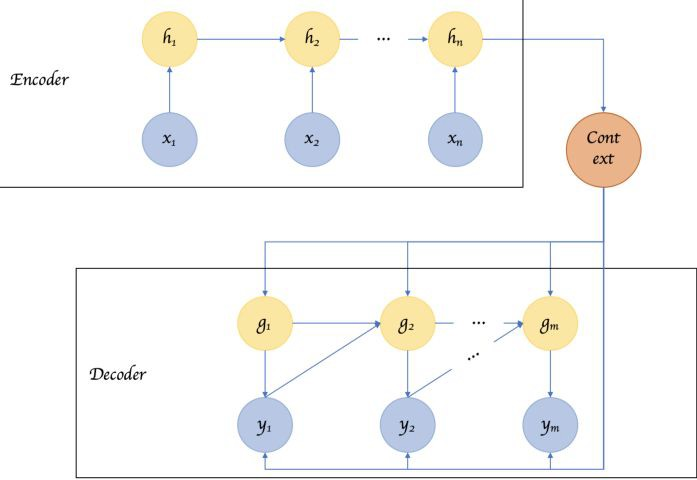 h₁ h₂ ... hₙ
Encoder
x₁ x₂ xₙ
Cont
ext
g₁ g₂ ... gₘ
...
Decoder
y₁ y₂ yₘ